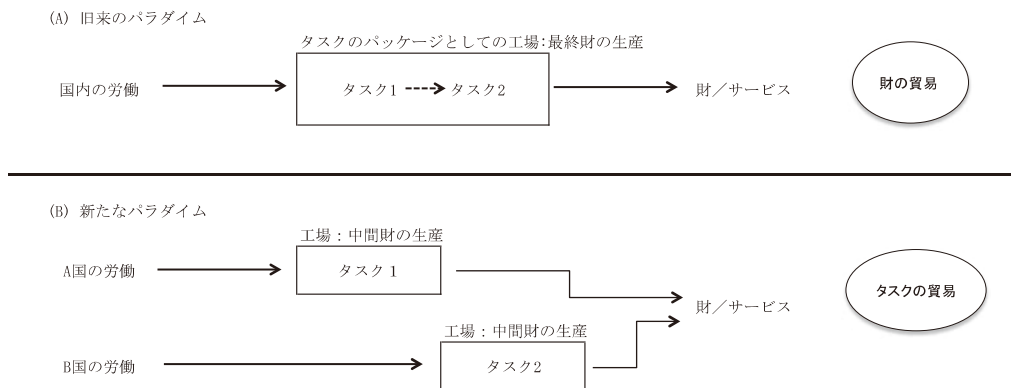 (A) 旧来のパラダイム
タスクのパッケージとしての工場:最終財の生産
国内の労働
タスク1
タスク2
財／サービス
財の貿易
(B) 新たなパラダイム
工場：中間財の生産
A国の労働
タスク1
財／サービス
タスクの貿易
工場：中間財の生産
B国の労働
タスク2